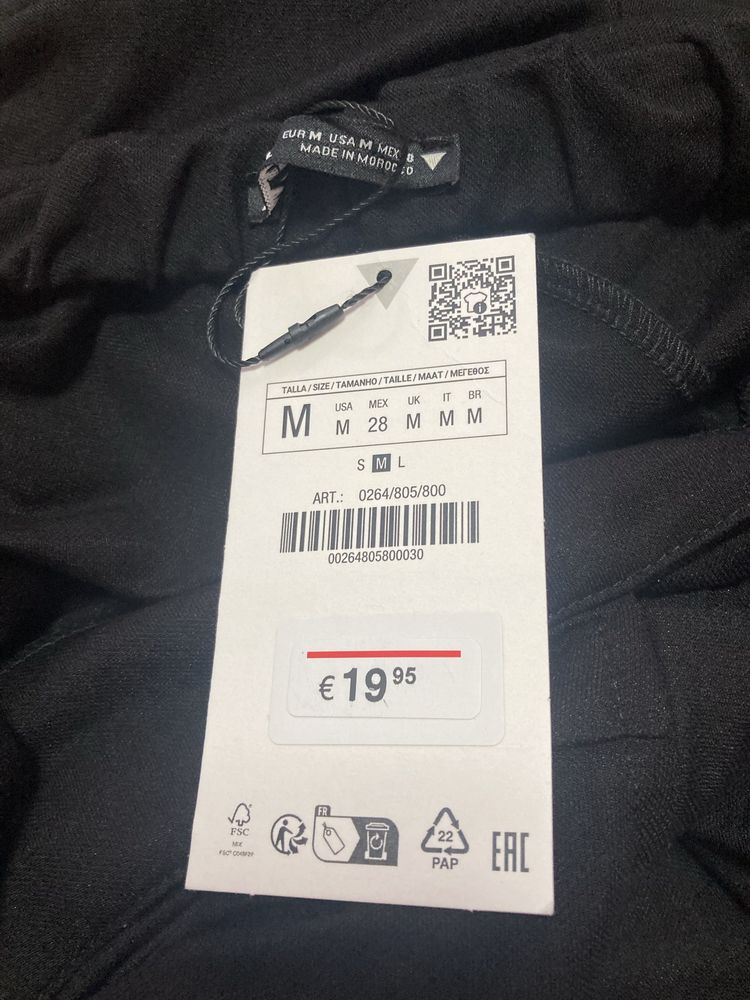 EUR M USA M MEX
MADE IN MOROCCO
TALLA / SIZE / TAMANHO / TAILLE / MAAT / ΜΕΓΕΘΟΣ
M USA MEX UK IT BR
M 28 M M M
S M L
ART.: 0264/805/800
00264805800030
€ 19 95
FR
FSC
MIX
22
PAP
EAC